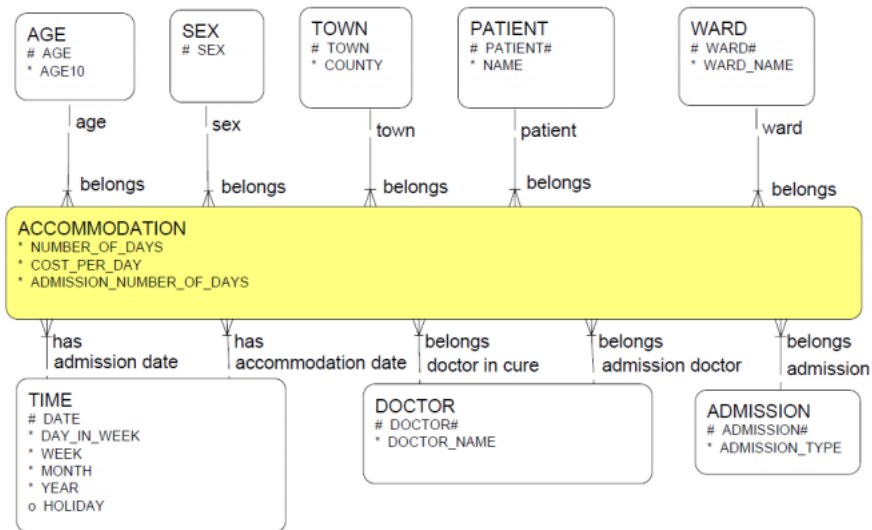 AGE
# AGE
* AGE10
SEX
# SEX
TOWN
# TOWN
* COUNTY
PATIENT
# PATIENT#
* NAME
WARD
# WARD#
* WARD_NAME
age
sex
town
patient
ward
belongs
belongs
belongs
belongs
belongs
ACCOMMODATION
* NUMBER_OF_DAYS
* COST_PER_DAY
* ADMISSION_NUMBER_OF_DAYS
has
admission date
has
accommodation date
belongs
doctor in cure
belongs
admission doctor
belongs
admission
TIME
# DATE
* DAY_IN_WEEK
* WEEK
* MONTH
* YEAR
o HOLIDAY
DOCTOR
# DOCTOR#
* DOCTOR_NAME
ADMISSION
# ADMISSION#
* ADMISSION_TYPE